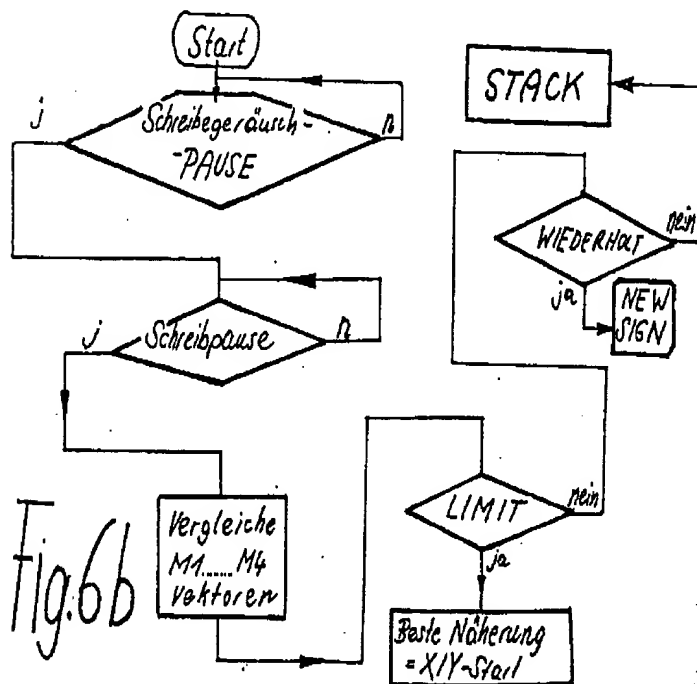 Start
j
Schreibegeräusch-
-PAUSE
n
j
Schreibpause
n
Vergleiche
M1......M4
Vektoren
STACK
WIEDERHOLT
nein
ja
NEW
SIGN
LIMIT
nein
ja
Beste Näherung
= X/Y-Start
Fig.6b